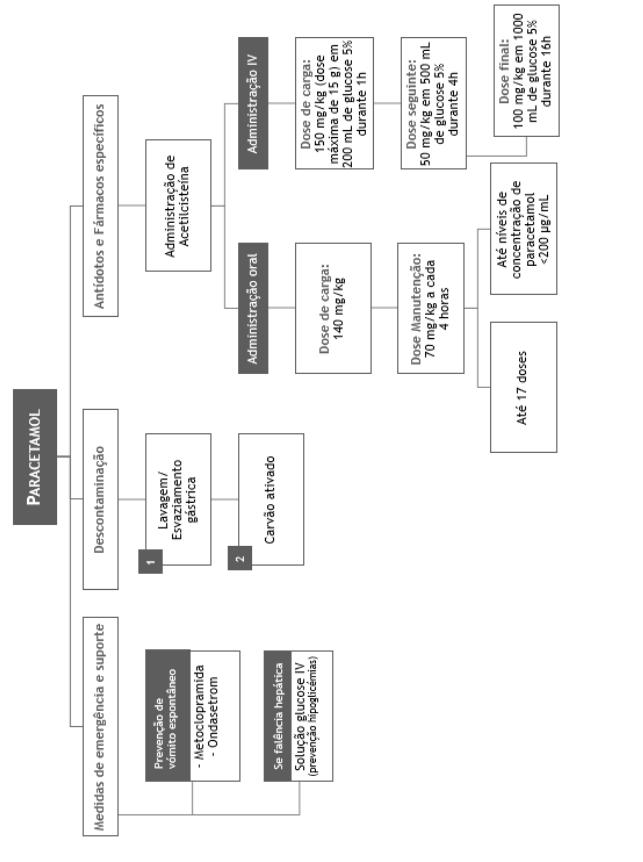 PARACETAMOL
Medidas de emergência e suporte
Prevenção de
vómito espontâneo
- Metoclopramida
- Ondasetrom
Se falência hepática
Solução glucose IV
(prevenção hipoglicémias)
Descontaminação
1
Lavagem/
Esvaziamento
gástrica
2
Carvão ativado
Antídotos e Fármacos específicos
Administração de
Acetilcisteína
Administração oral
Dose de carga:
140 mg/kg
Dose Manutenção:
70 mg/kg a cada
4 horas
Até 17 doses
Até níveis de
concentração de
paracetamol
<200 µg/mL
Administração IV
Dose de carga:
150 mg/kg (dose
máxima de 15 g) em
200 mL de glucose 5%
durante 1h
Dose seguinte:
50 mg/kg em 500 mL
de glucose 5%
durante 4h
Dose final:
100 mg/kg em 1000
mL de glucose 5%
durante 16h